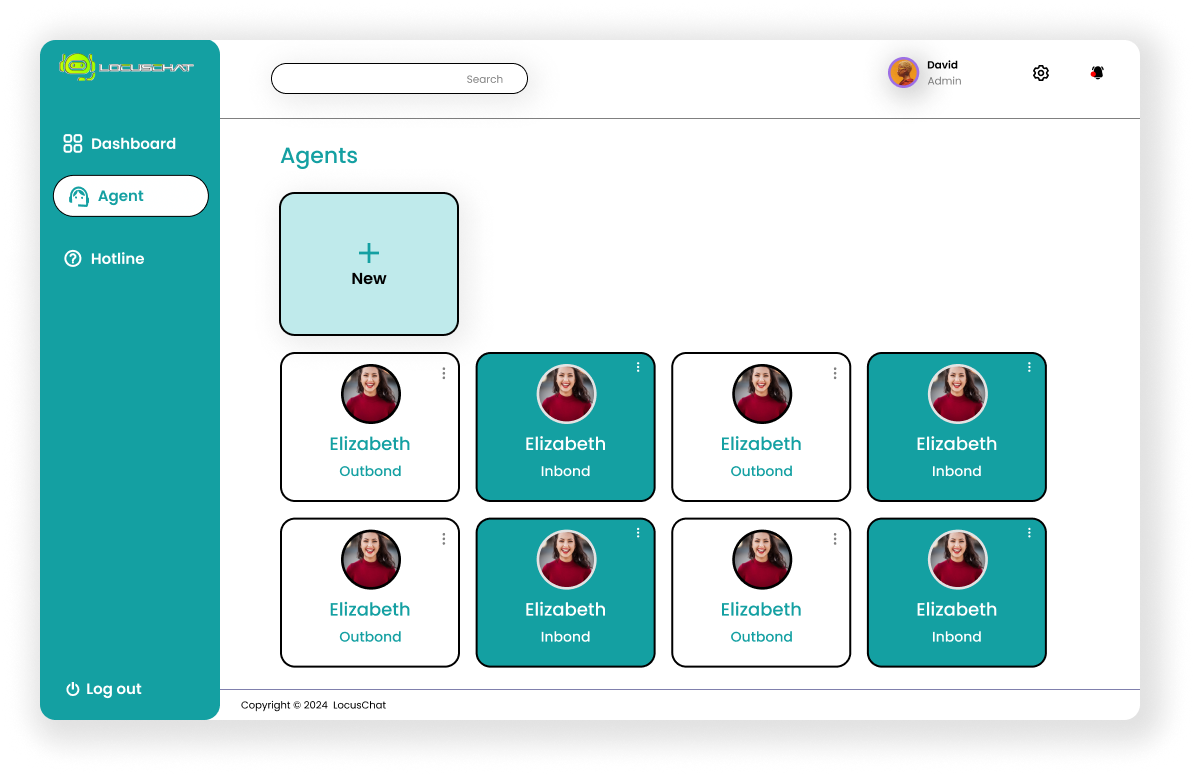 LOCUSCHAT
Search
David
Admin
Dashboard
Agent
Hotline
Log out
Agents
New
Elizabeth
Outbond
Elizabeth
Inbond
Elizabeth
Outbond
Elizabeth
Inbond
Elizabeth
Outbond
Elizabeth
Inbond
Elizabeth
Outbond
Elizabeth
Inbond
Copyright © 2024 LocusChat